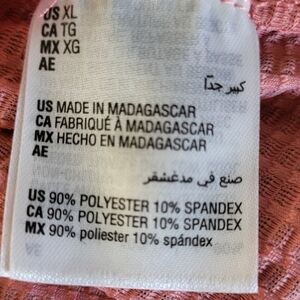 US XL
CA TG
MX XG
AE
كبير جداً
US MADE IN MADAGASCAR
CA FABRIQUÉ À MADAGASCAR
MX HECHO EN MADAGASCAR
AE
صنع في مدغشقر
US 90% POLYESTER 10% SPANDEX
CA 90% POLYESTER 10% SPANDEX
MX 90% poliester 10% spándex